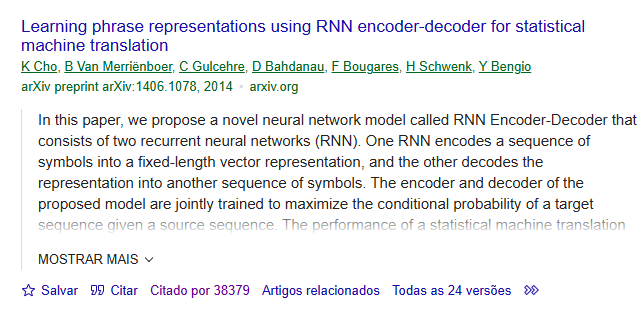 Learning phrase representations using RNN encoder-decoder for statistical
machine translation
K Cho, B Van Merriënboer, C Gulcehre, D Bahdanau, F Bougares, H Schwenk, Y Bengio
arXiv preprint arXiv:1406.1078, 2014 • arxiv.org
In this paper, we propose a novel neural network model called RNN Encoder-Decoder that
consists of two recurrent neural networks (RNN). One RNN encodes a sequence of
symbols into a fixed-length vector representation, and the other decodes the
representation into another sequence of symbols. The encoder and decoder of the
proposed model are jointly trained to maximize the conditional probability of a target
sequence given a source sequence. The performance of a statistical machine translation
MOSTRAR MAIS
Salvar Citar Citado por 38379 Artigos relacionados Todas as 24 versões